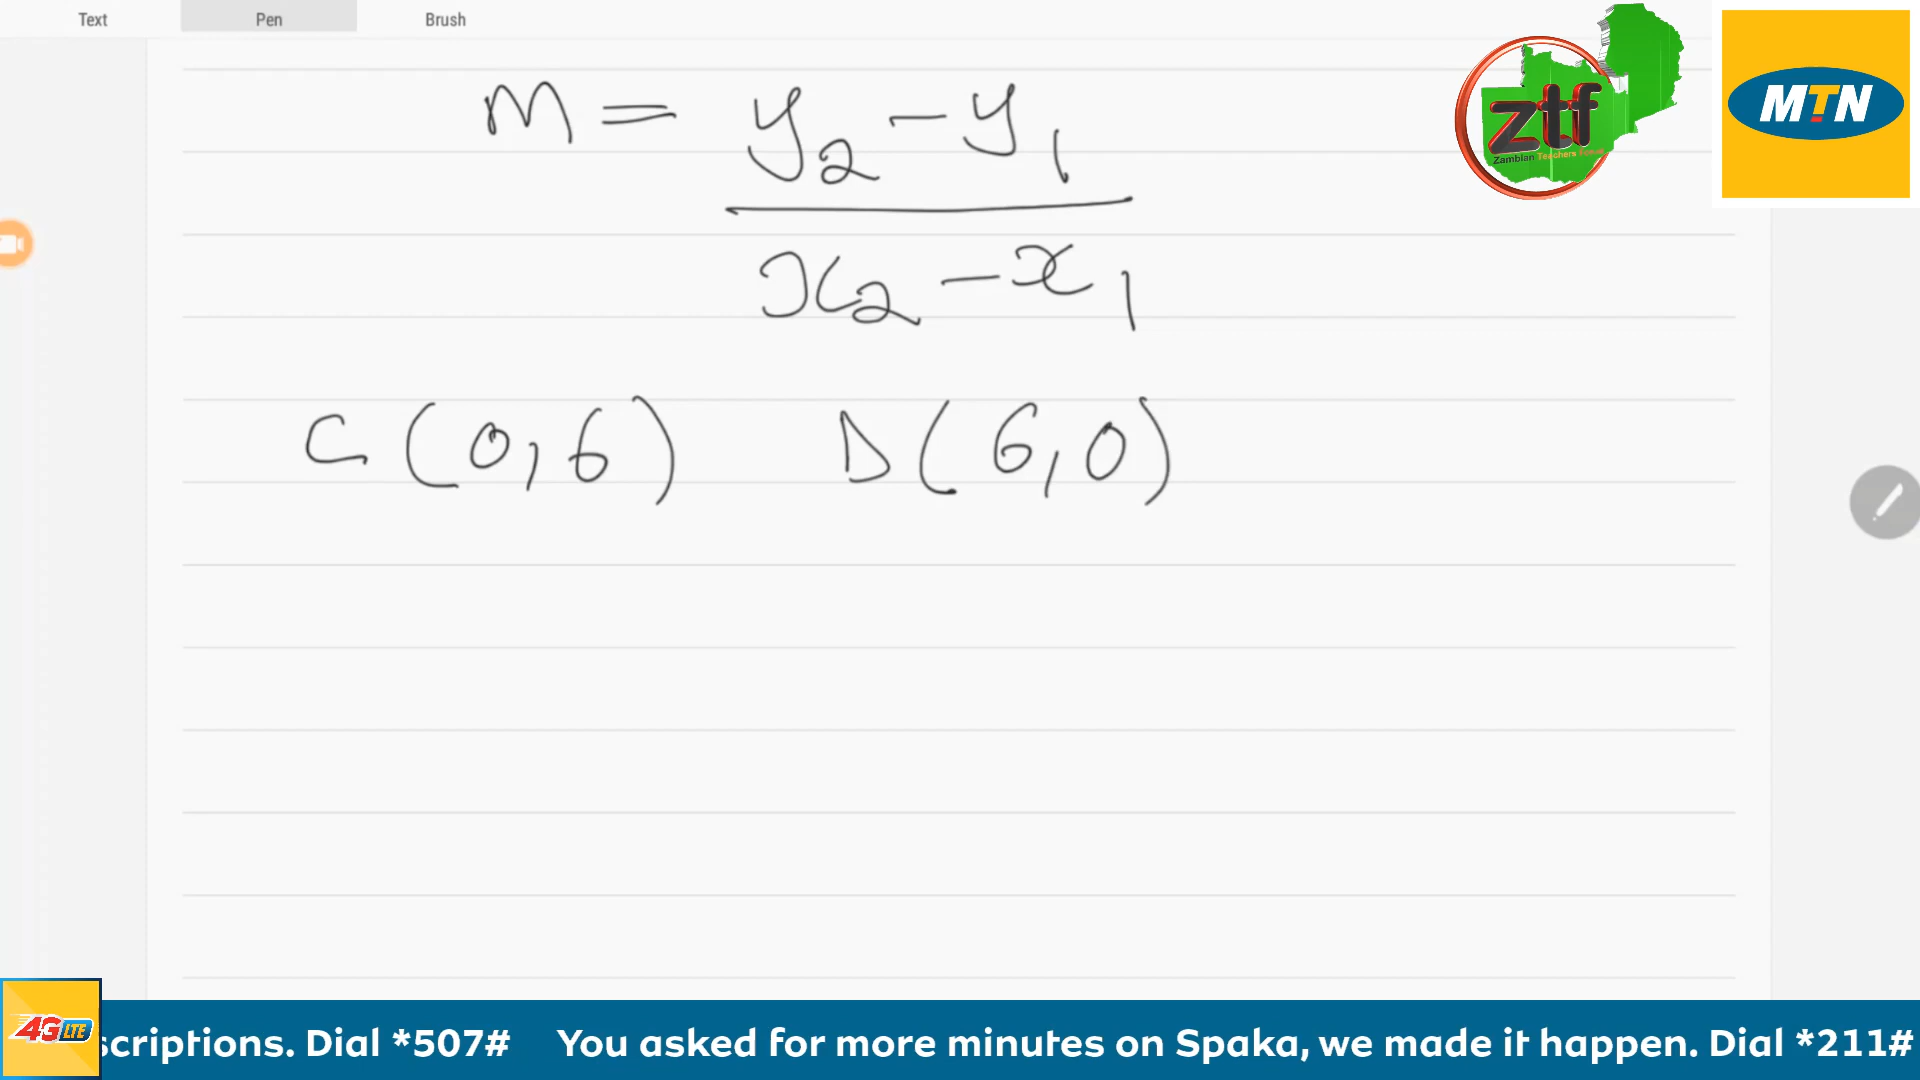 Text Pen Brush
m = y₂ - y₁
x₂ - x₁
C (0,6) D (6,0)
ztf
Zambian Teachers Forum
MTN
4G LTE
scriptions. Dial *507# You asked for more minutes on Spaka, we made it happen. Dial *211#